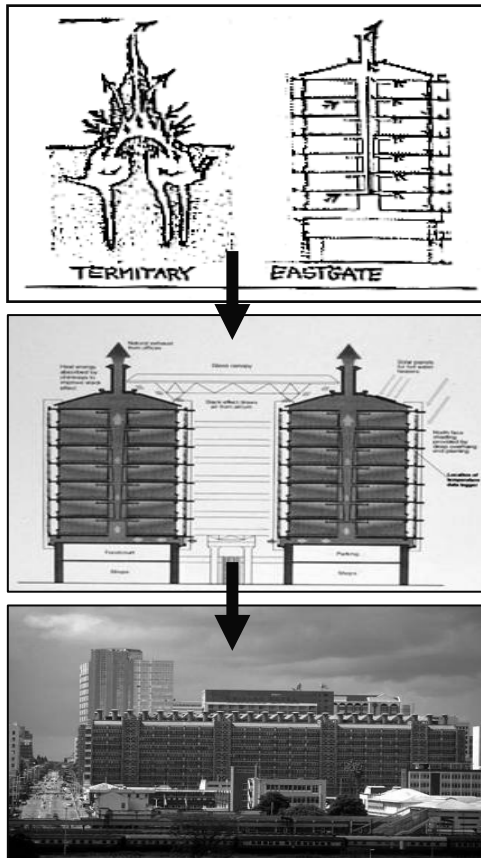 TERMITARY
EASTGATE
Natural exhaust
from offices
Heat energy
absorbed by
chimneys to
improve stack
effect
Glass canopy
Stack effect draws
air from atrium
Solar panels
for hot water
heaters
North face
shading
provided by
deep overhang
and planting
Location of
temperature
data logger
Foodcourt
Parking
Shops
Shops